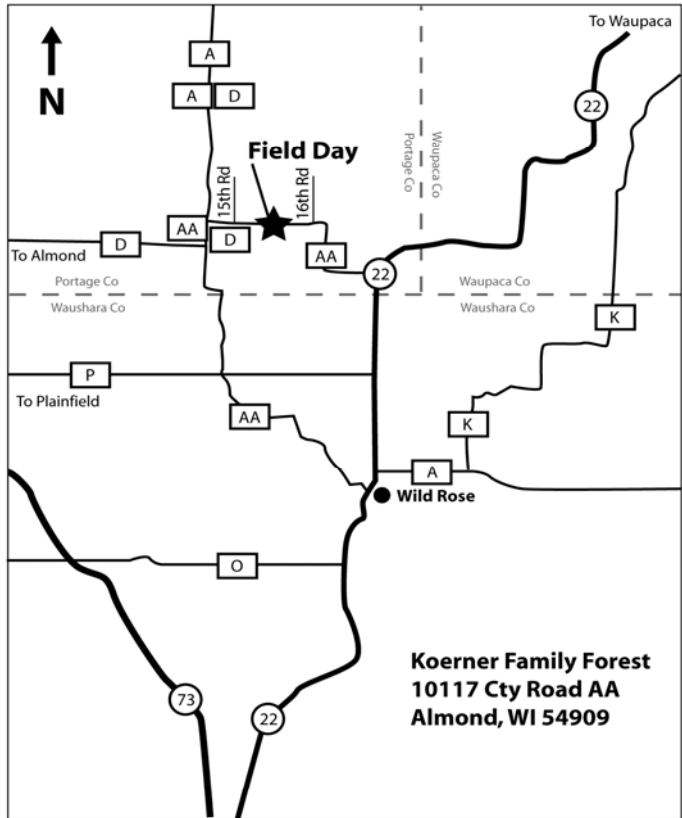 To Waupaca
A
A D
22
N
Field Day
Portage Co
Waupaca Co
15th Rd
16th Rd
AA
D
D
AA
To Almond
22
Portage Co
Waupaca Co
Waushara Co
Waushara Co
K
P
To Plainfield
AA
K
A
Wild Rose
O
Koerner Family Forest
10117 Cty Road AA
Almond, WI 54909
73
22